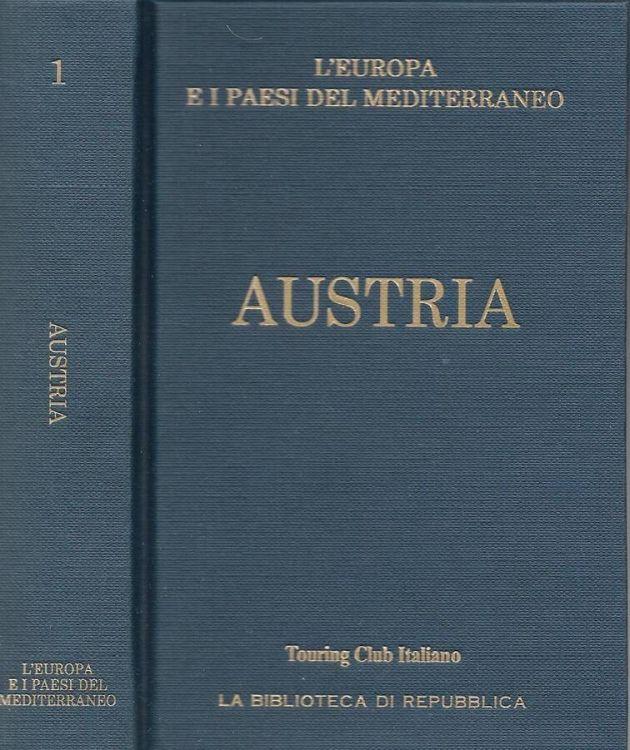 1
AUSTRIA
L'EUROPA
E I PAESI DEL
MEDITERRANEO
L'EUROPA
E I PAESI DEL MEDITERRANEO
AUSTRIA
Touring Club Italiano
LA BIBLIOTECA DI REPUBBLICA